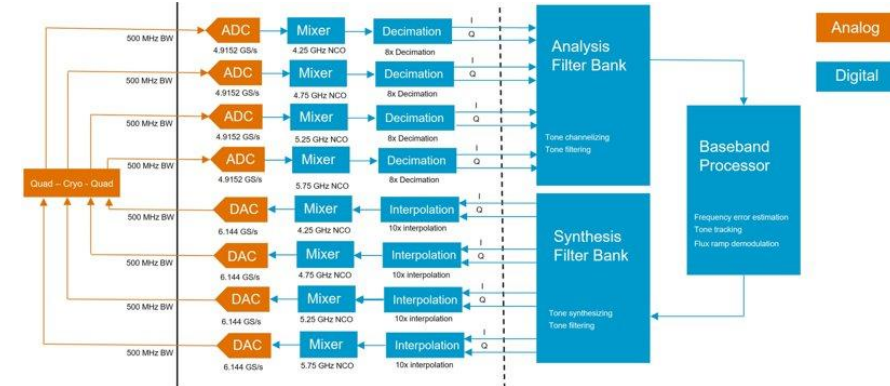 500 MHz BW
ADC
4.9152 GS/s
Mixer
4.25 GHz NCO
Decimation
8x Decimation
I
Q
500 MHz BW
ADC
4.9152 GS/s
Mixer
4.75 GHz NCO
Decimation
8x Decimation
I
Q
500 MHz BW
ADC
4.9152 GS/s
Mixer
5.25 GHz NCO
Decimation
8x Decimation
I
Q
500 MHz BW
ADC
4.9152 GS/s
Mixer
5.75 GHz NCO
Decimation
8x Decimation
I
Q
Quad – Cryo - Quad
500 MHz BW
DAC
6.144 GS/s
Mixer
4.25 GHz NCO
Interpolation
10x interpolation
I
Q
500 MHz BW
DAC
6.144 GS/s
Mixer
4.75 GHz NCO
Interpolation
10x interpolation
I
Q
500 MHz BW
DAC
6.144 GS/s
Mixer
5.25 GHz NCO
Interpolation
10x interpolation
I
Q
500 MHz BW
DAC
6.144 GS/s
Mixer
5.75 GHz NCO
Interpolation
10x interpolation
I
Q
Analysis
Filter Bank
Tone channelizing
Tone filtering
Synthesis
Filter Bank
Tone synthesizing
Tone filtering
Baseband
Processor
Frequency error estimation
Tone tracking
Flux ramp demodulation
Analog
Digital